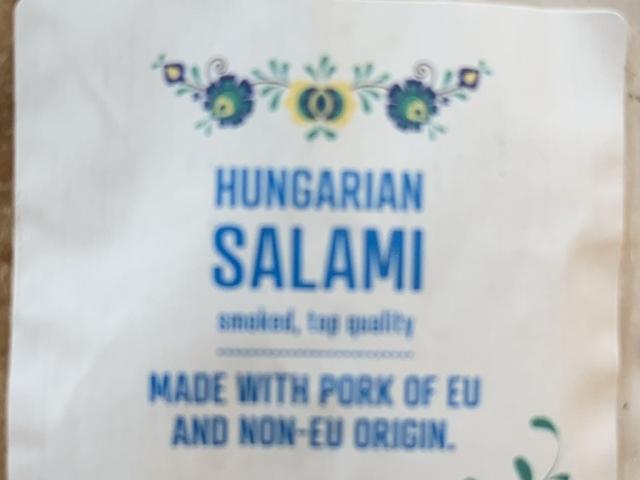 HUNGARIAN
SALAMI
smoked, top quality
MADE WITH PORK OF EU
AND NON-EU ORIGIN.